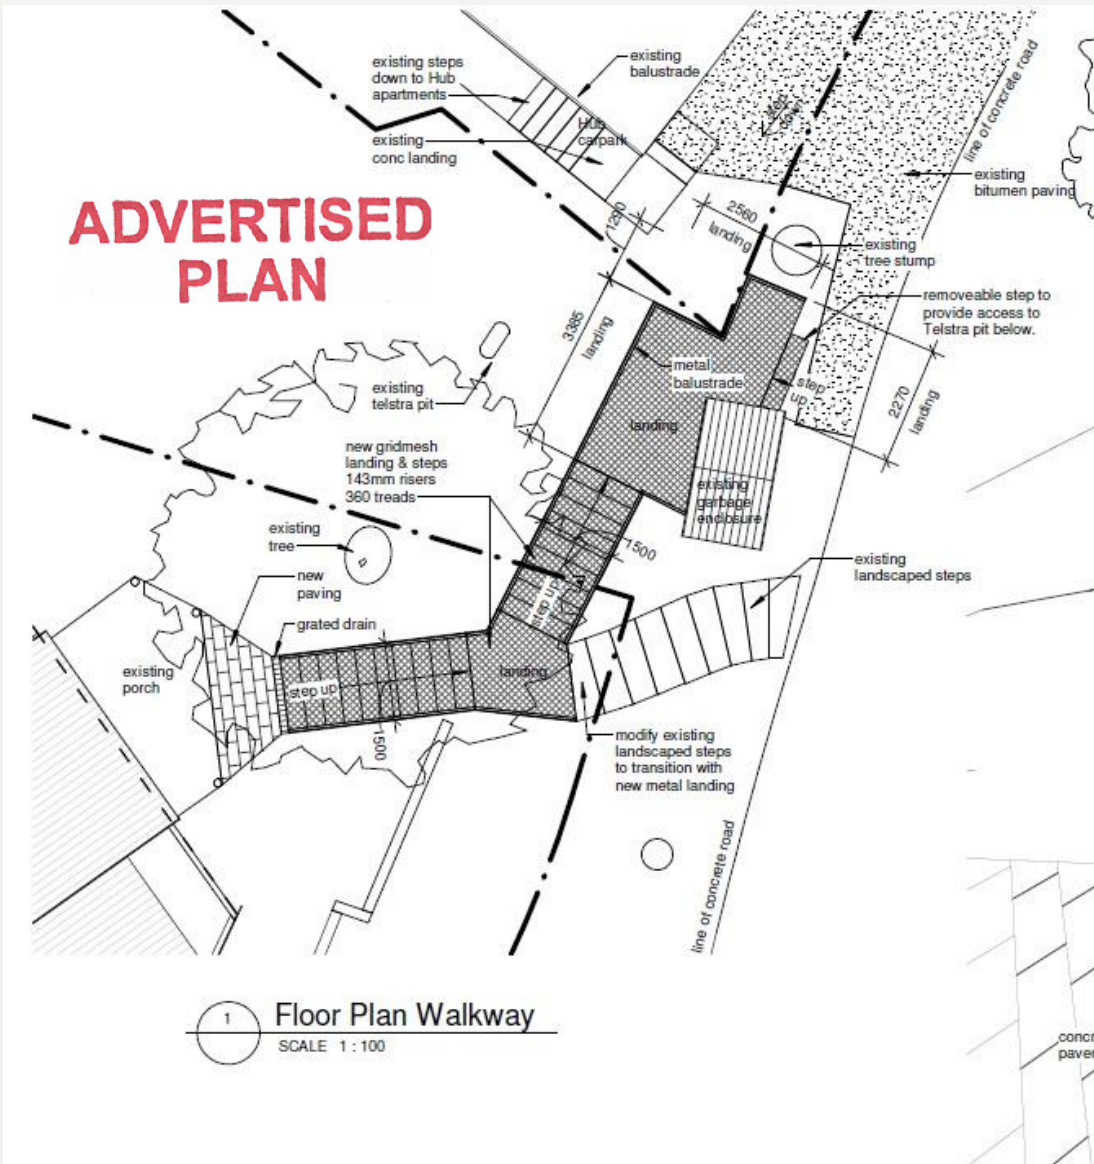 existing steps
down to Hub
apartments
existing
balustrade
Hub
carpark
existing
conc landing
step
down
line of concrete road
existing
bitumen paving
ADVERTISED
PLAN
1290
2560
landing
existing
tree stump
removeable step to
provide access to
Telstra pit below.
3385
landing
metal
balustrade
step
up
2270
landing
existing
telstra pit
landing
new gridmesh
landing & steps
143mm risers
360 treads
existing
garbage
enclosure
existing
tree
1500
existing
landscaped steps
new
paving
step up
grated drain
existing
porch
step up
landing
1500
modify existing
landscaped steps
to transition with
new metal landing
line of concrete road
1
Floor Plan Walkway
SCALE 1 : 100